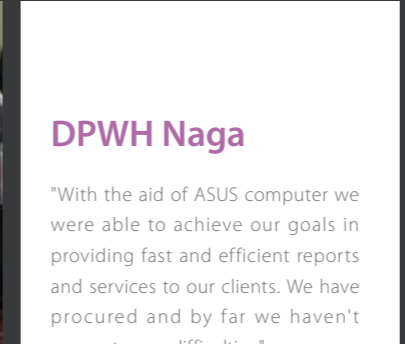 DPWH Naga
"With the aid of ASUS computer we
were able to achieve our goals in
providing fast and efficient reports
and services to our clients. We have
procured and by far we haven't